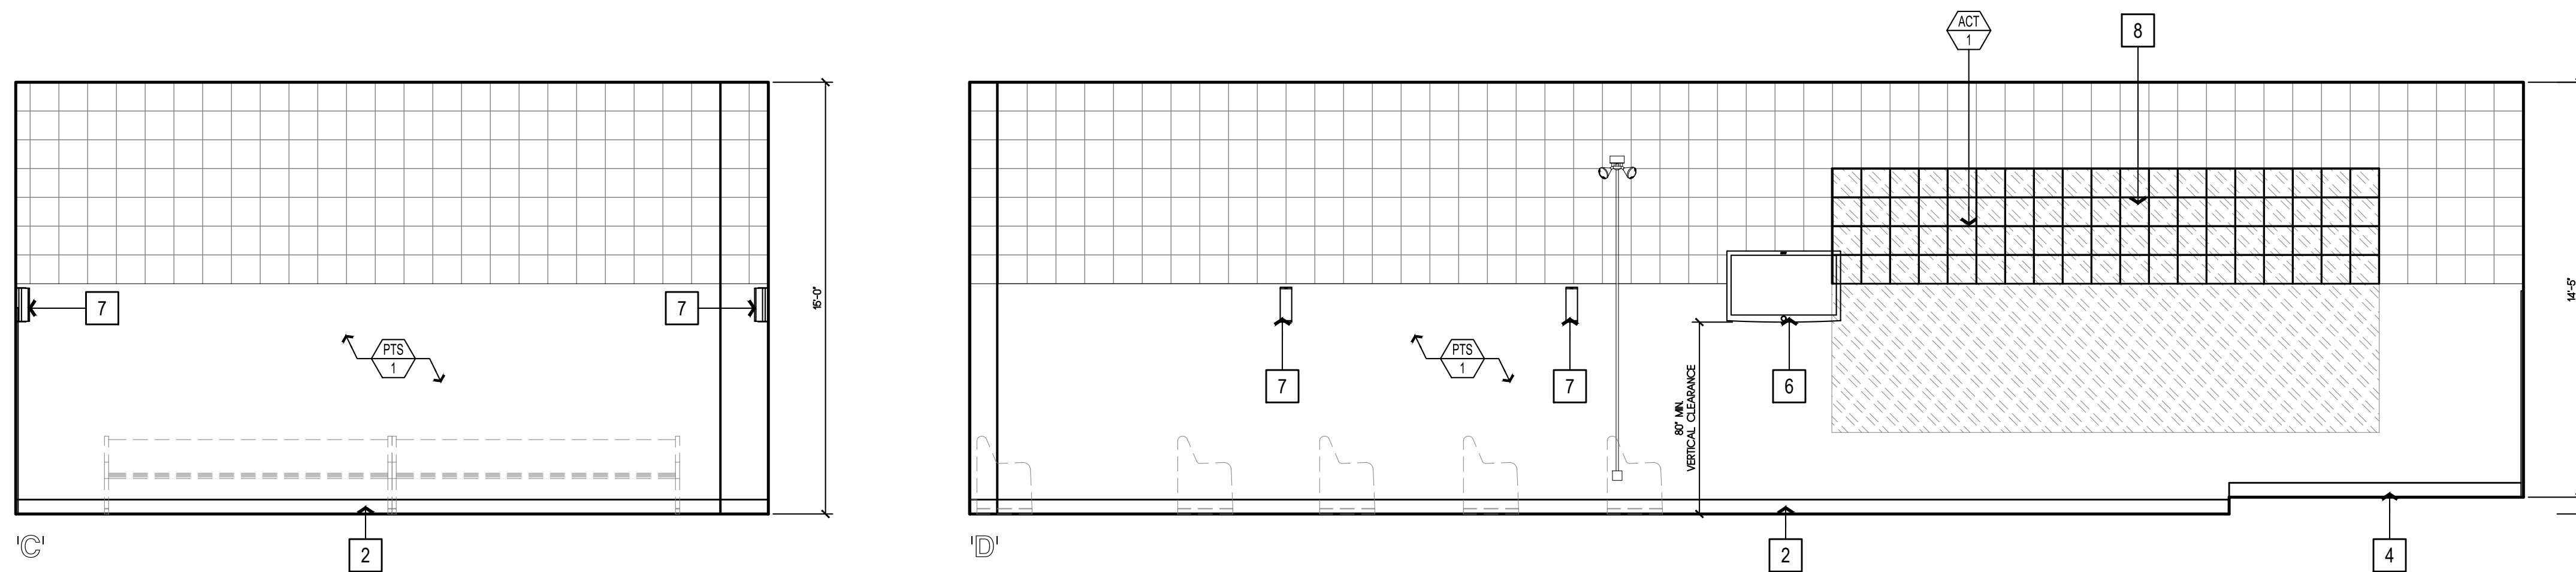 ACT
1
8
15'-0"
14'-5"
7
7
PTS
1
PTS
1
7
7
6
80" MIN.
VERTICAL CLEARANCE
'C'
2
'D'
2
4